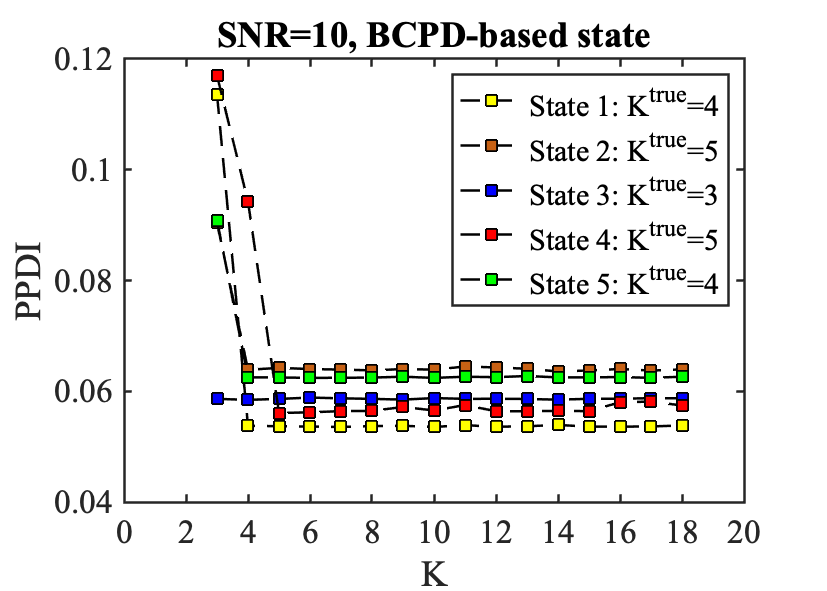 SNR=10, BCPD-based state
0.12
0.1
0.08
0.06
0.04
PPDI
State 1: K^true=4
State 2: K^true=5
State 3: K^true=3
State 4: K^true=5
State 5: K^true=4
0 2 4 6 8 10 12 14 16 18 20
K